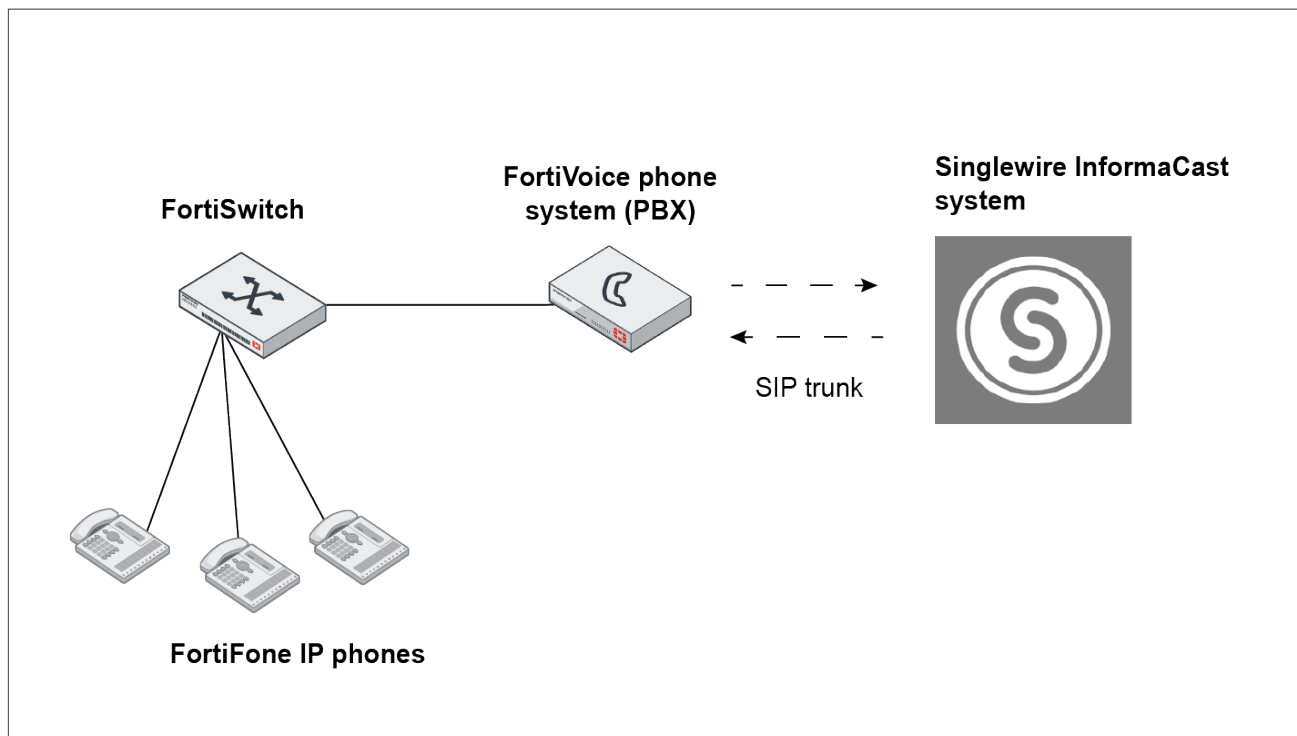 Singlewire InformaCast
system
FortiVoice phone
system (PBX)
FortiSwitch
SIP trunk
FortiFone IP phones